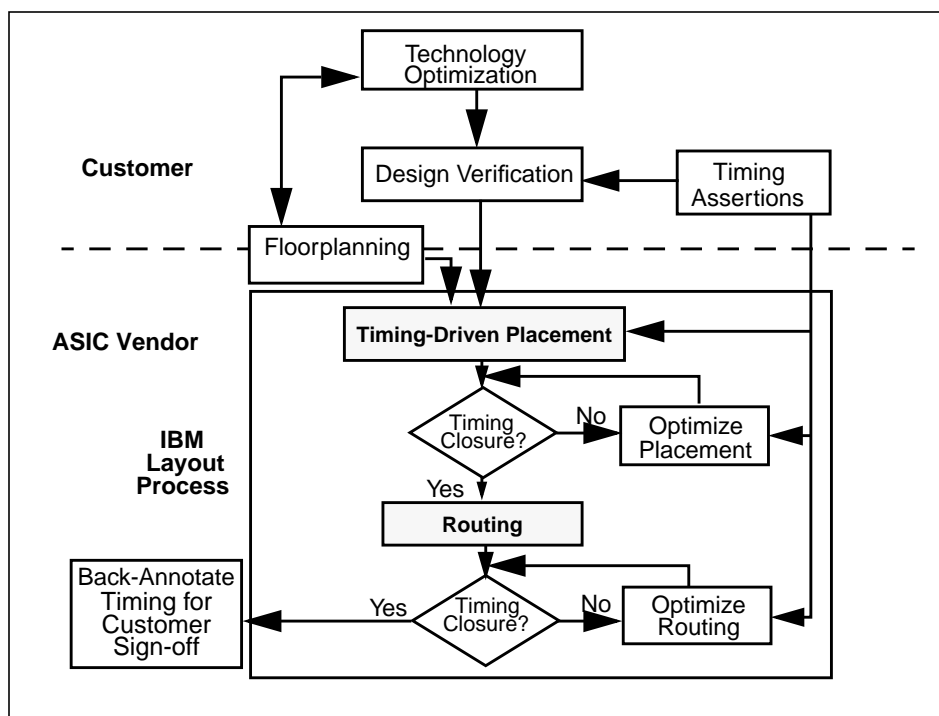 Technology
Optimization
Customer
Design Verification
Timing
Assertions
Floorplanning
ASIC Vendor
Timing-Driven Placement
Timing
Closure?
No
Optimize
Placement
IBM
Layout
Process
Yes
Routing
Back-Annotate
Timing for
Customer
Sign-off
Yes
Timing
Closure?
No
Optimize
Routing